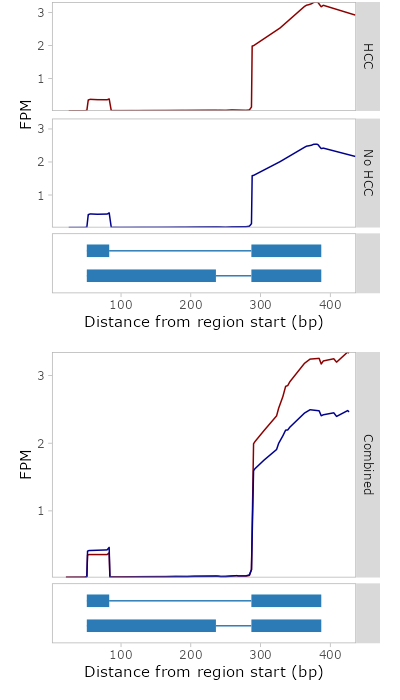 3
2
1
FPM
HCC
3
2
1
No HCC
100 200 300 400
Distance from region start (bp)
3
2
1
FPM
Combined
100 200 300 400
Distance from region start (bp)